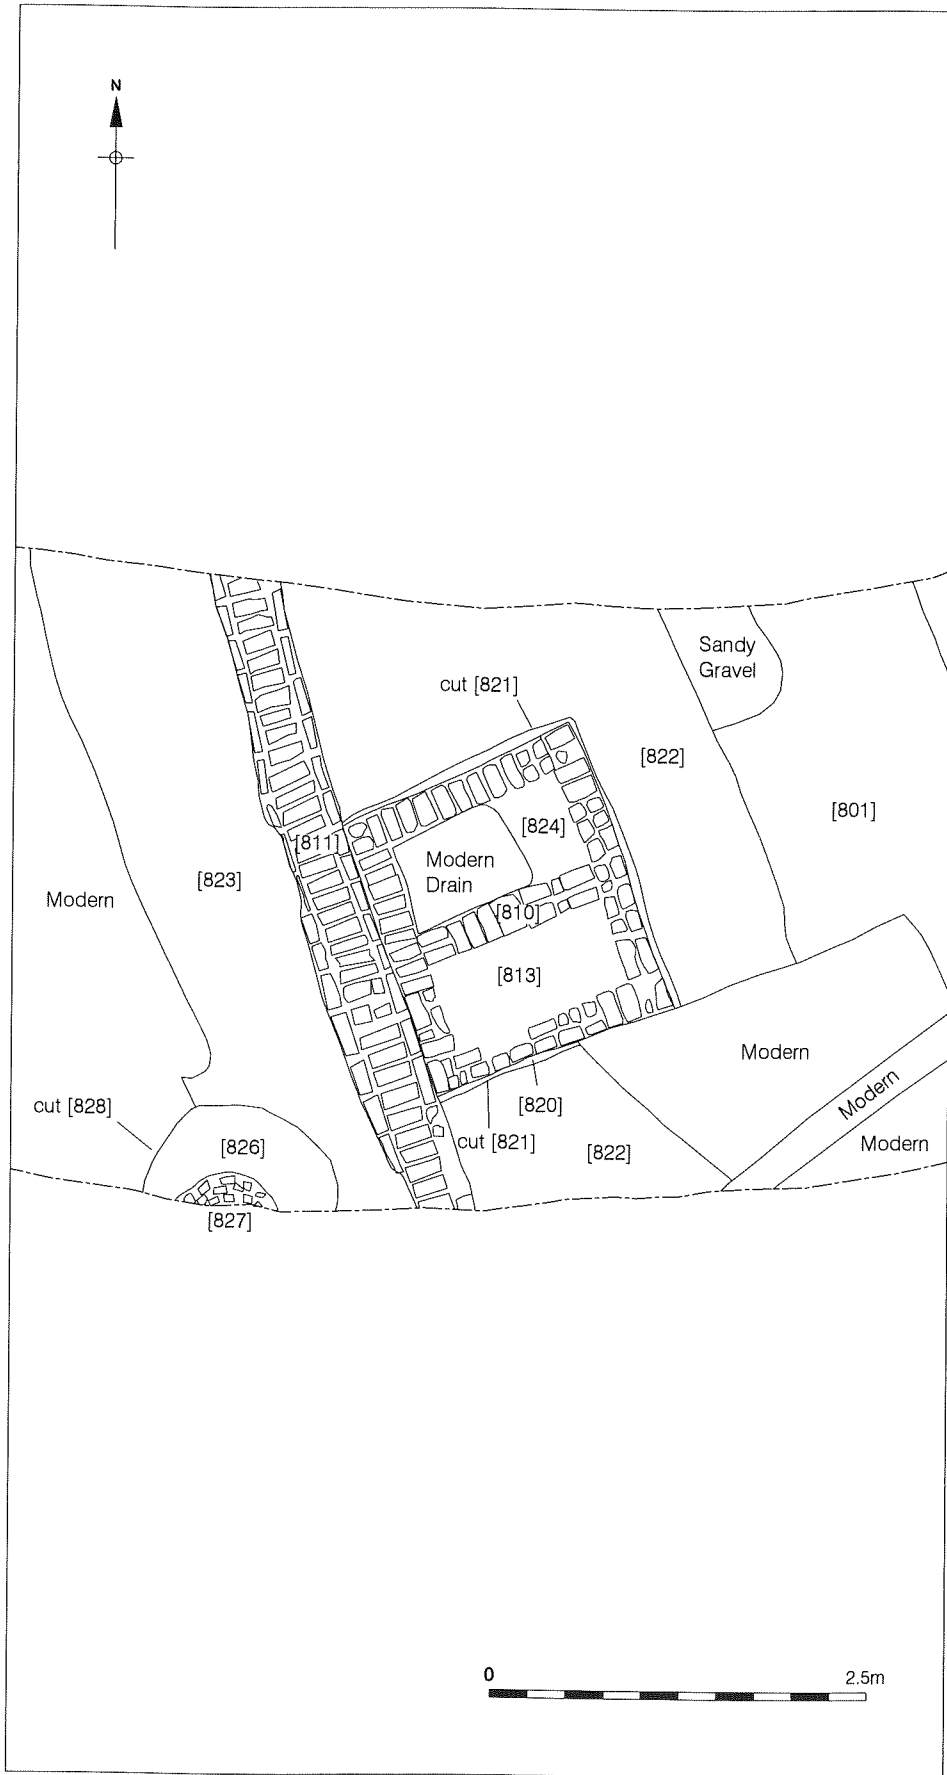 N
Sandy
Gravel
cut [821]
[822]
[801]
[824]
[811]
Modern
Drain
[823]
Modern
[810]
[813]
Modern
Modern
cut [828]
[820]
Modern
cut [821]
[826]
[822]
[827]
0
2.5m